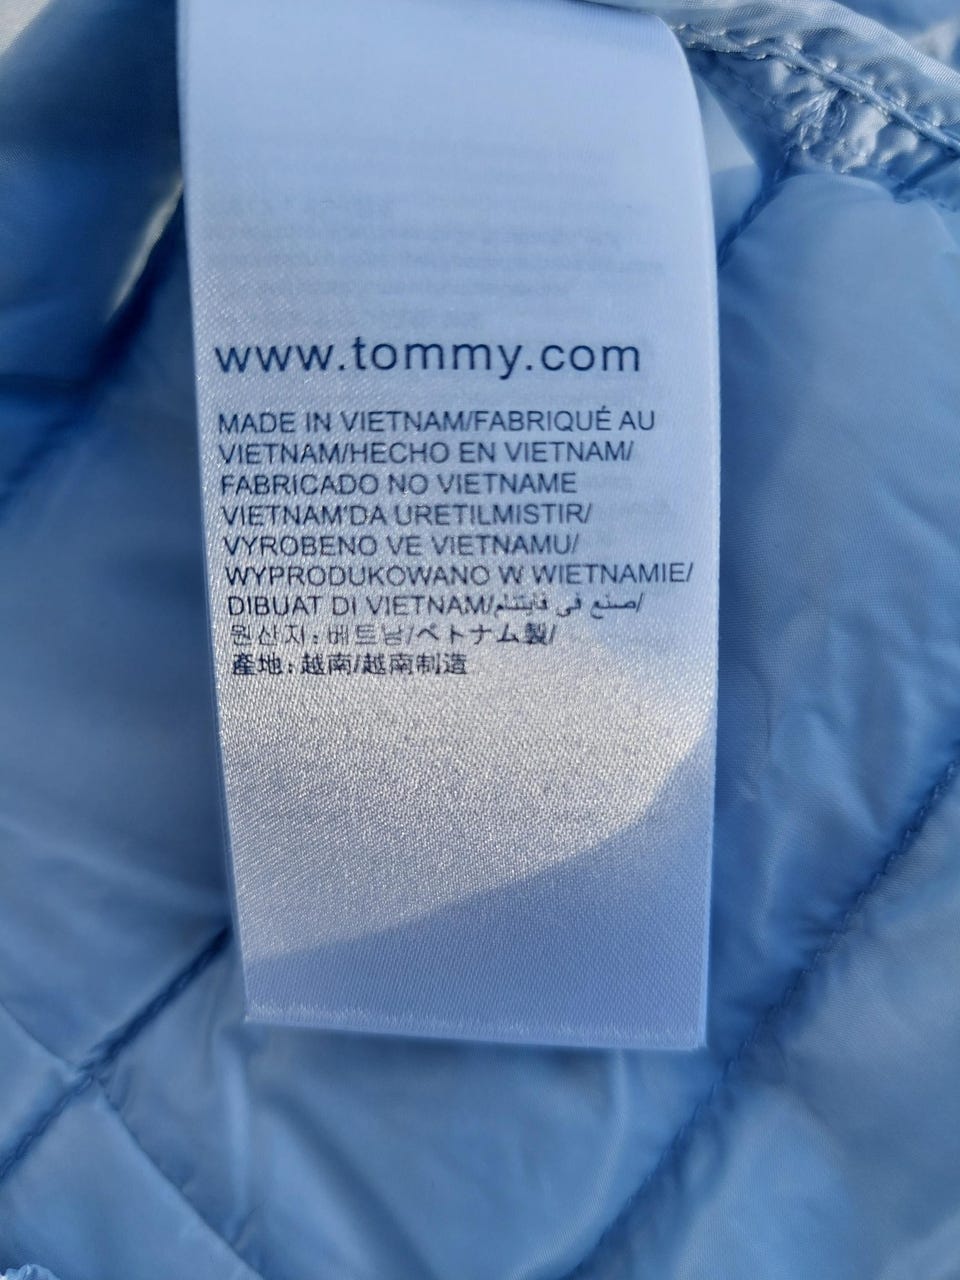 www.tommy.com
MADE IN VIETNAM/FABRIQUÉ AU
VIETNAM/HECHO EN VIETNAM/
FABRICADO NO VIETNAME
VIETNAM'DA URETILMISTIR/
VYROBENO VE VIETNAMU/
WYPRODUKOWANO W WIETNAMIE/
DIBUAT DI VIETNAM/صنع في فايتنام/
원산지: 베트남/ベトナム製/
產地: 越南/越南制造